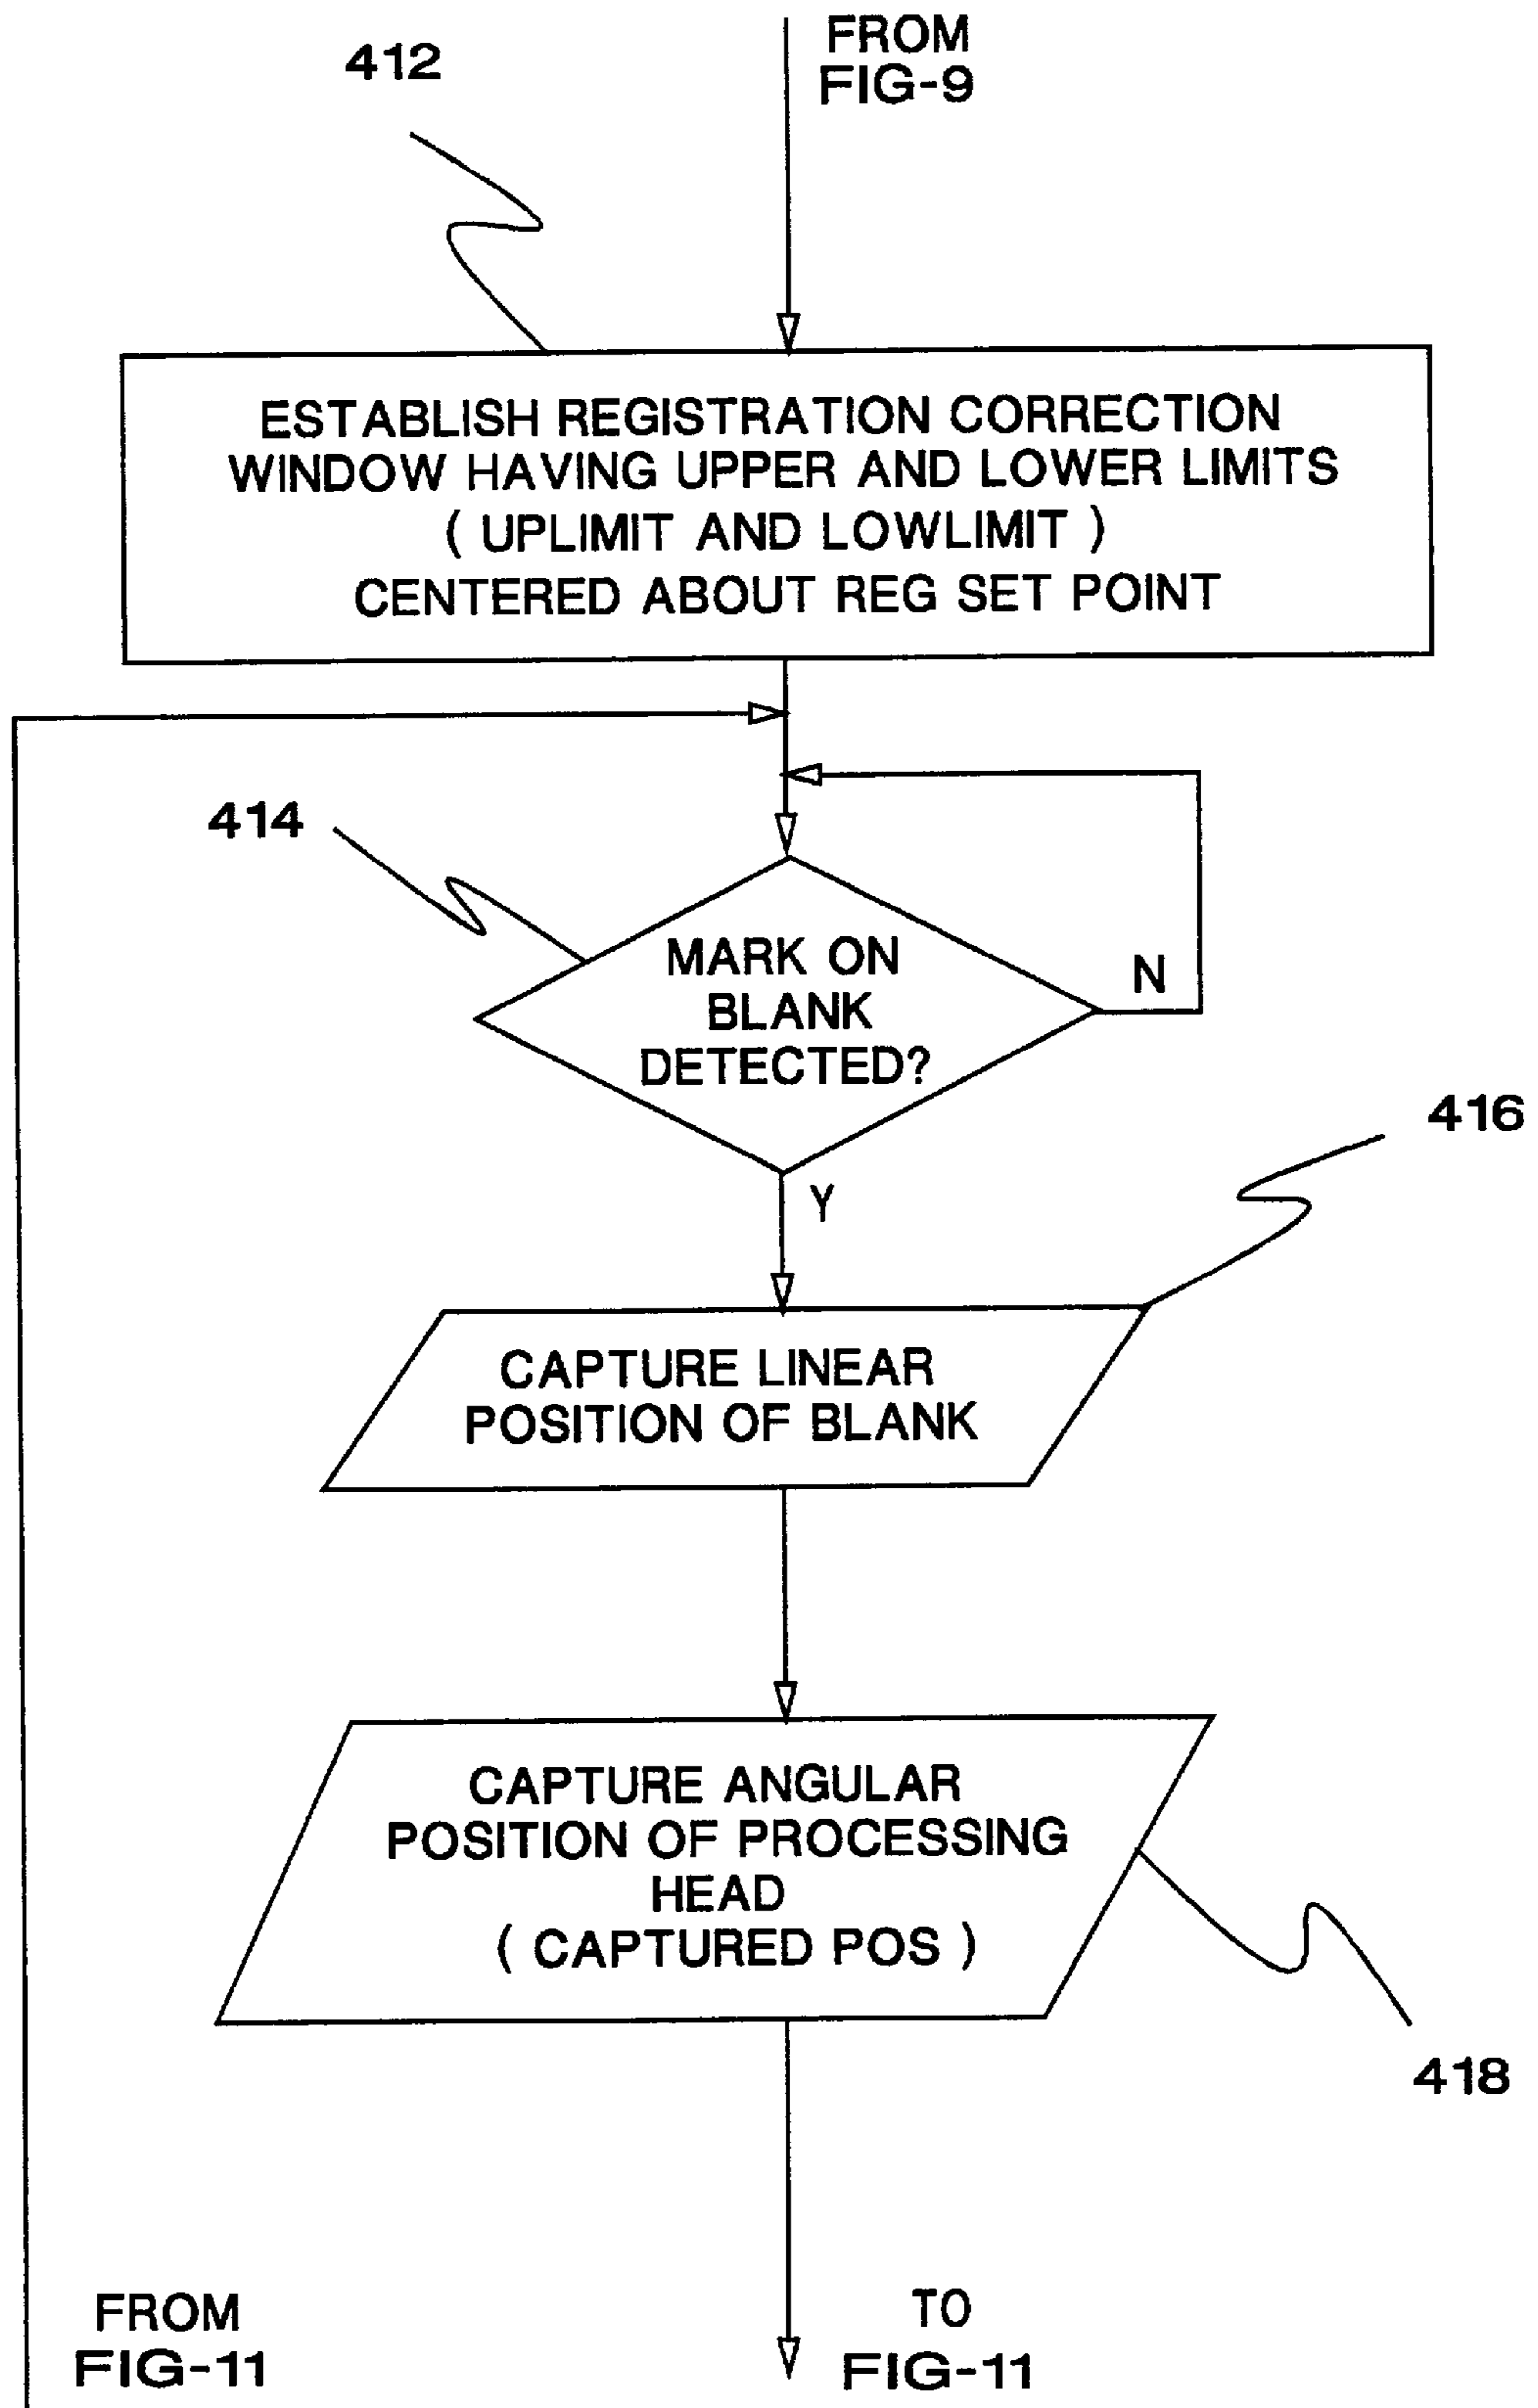 FROM
FIG-9
412
ESTABLISH REGISTRATION CORRECTION
WINDOW HAVING UPPER AND LOWER LIMITS
( UPLIMIT AND LOWLIMIT )
CENTERED ABOUT REG SET POINT
414
MARK ON
BLANK
DETECTED?
N
Y
416
CAPTURE LINEAR
POSITION OF BLANK
CAPTURE ANGULAR
POSITION OF PROCESSING
HEAD
( CAPTURED POS )
418
FROM
FIG-11
TO
FIG-11